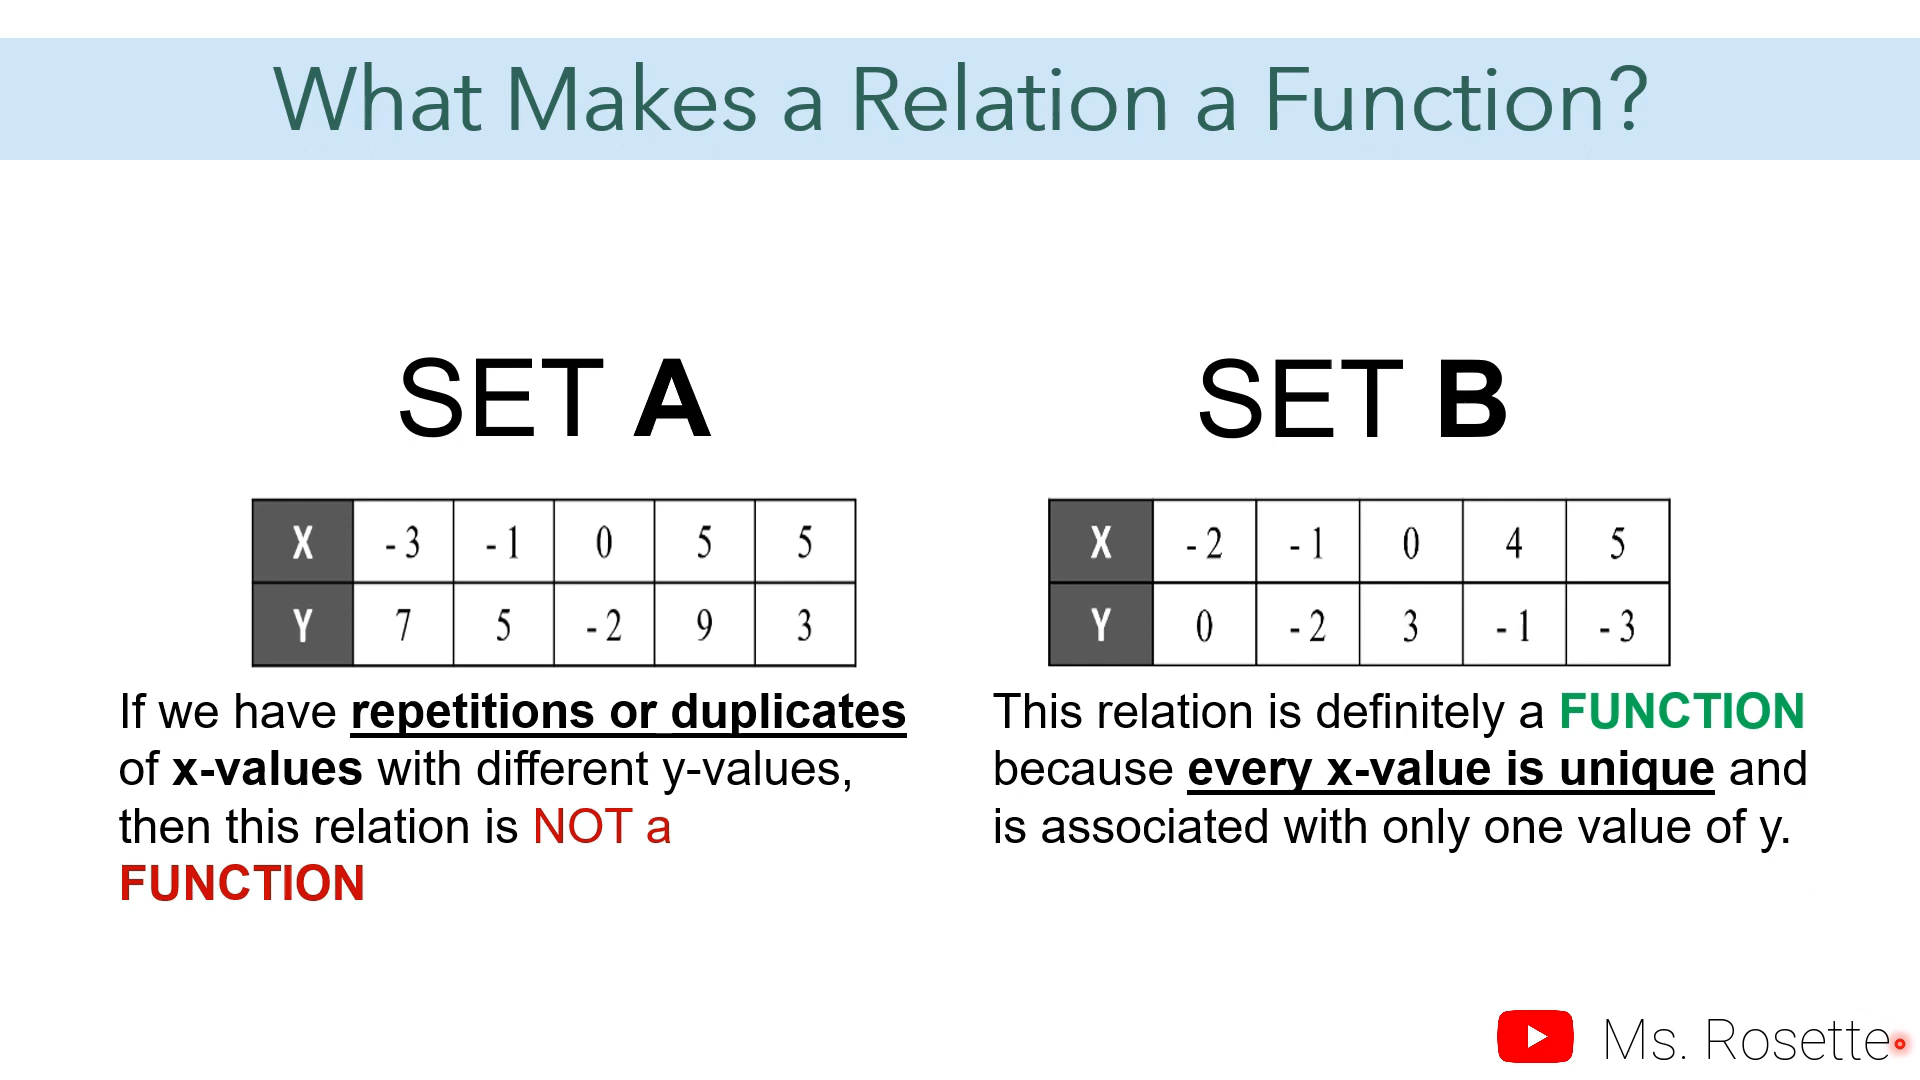 What Makes a Relation a Function?
SET A
X - 3 - 1 0 5 5
Y 7 5 - 2 9 3
If we have repetitions or duplicates
of x-values with different y-values,
then this relation is NOT a
FUNCTION
SET B
X - 2 - 1 0 4 5
Y 0 - 2 3 - 1 - 3
This relation is definitely a FUNCTION
because every x-value is unique and
is associated with only one value of y.
Ms. Rosette